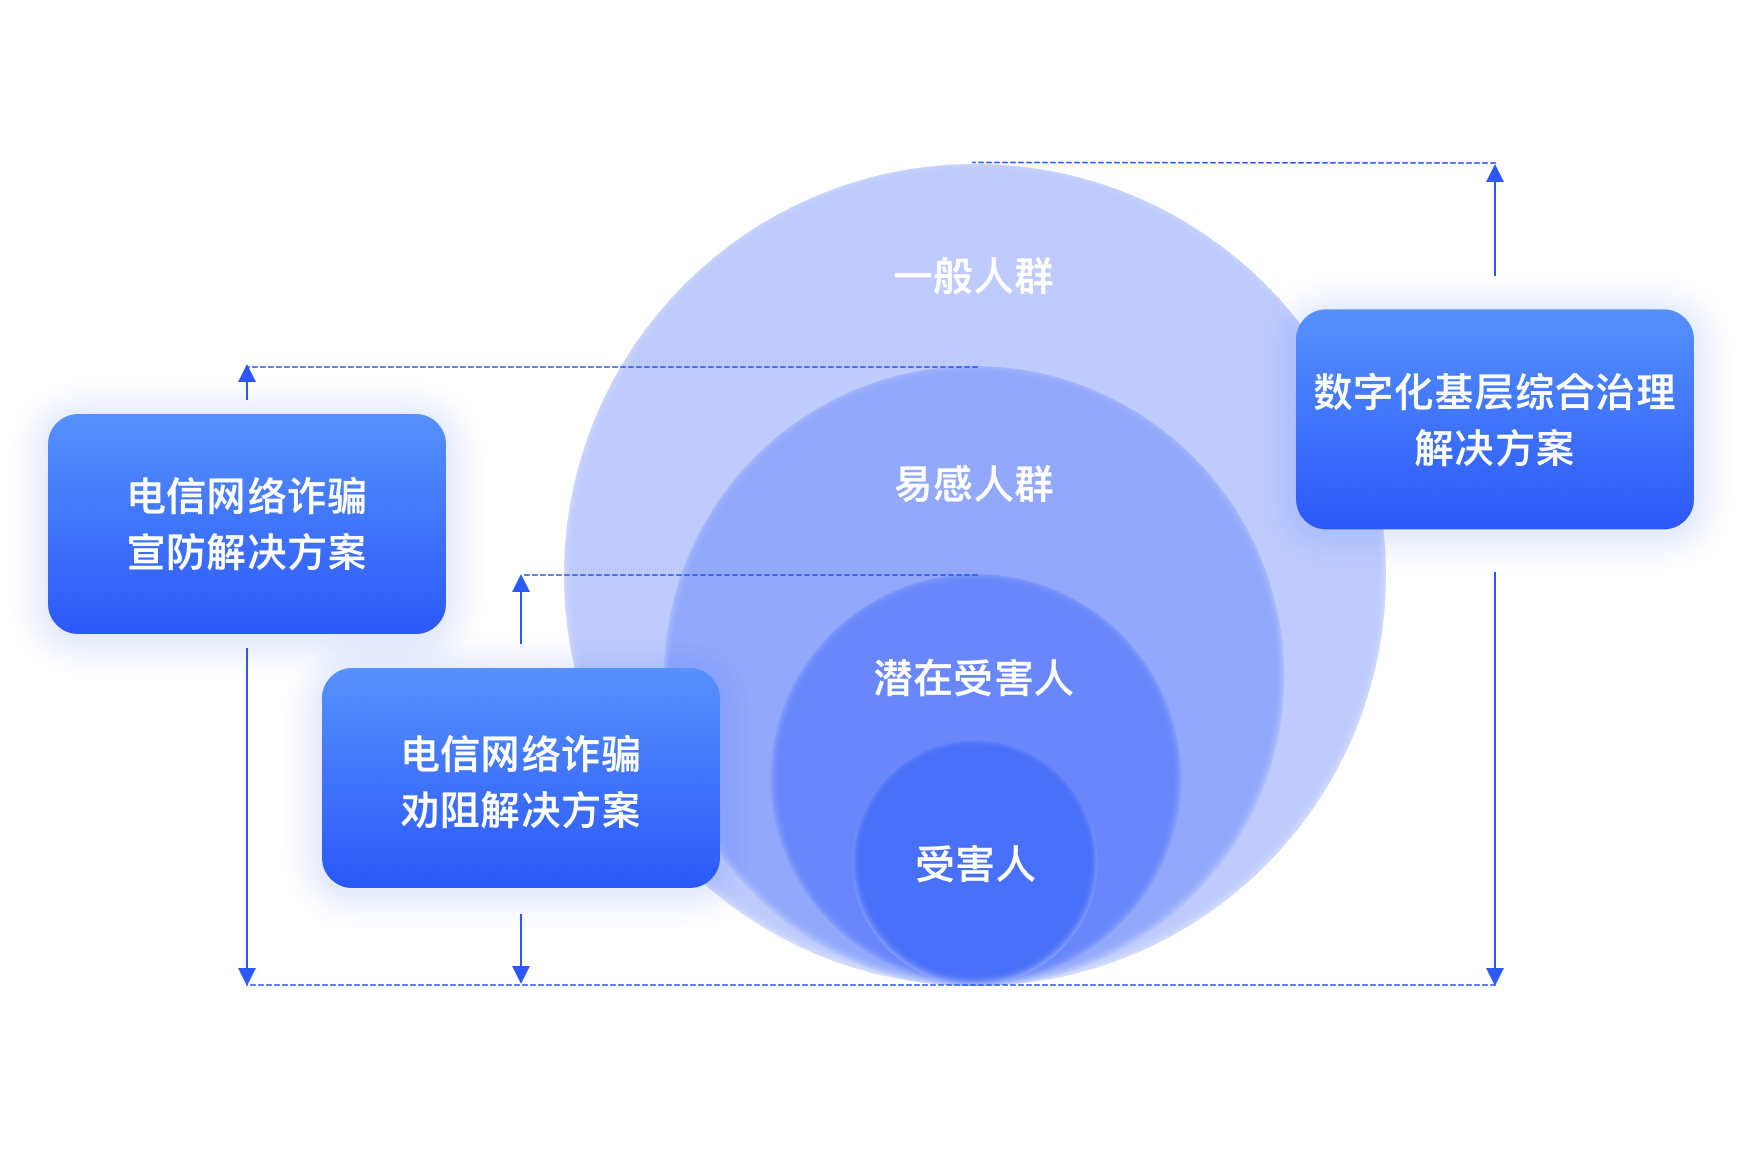 一般人群
数字化基层综合治理
解决方案
易感人群
电信网络诈骗
宣防解决方案
潜在受害人
电信网络诈骗
劝阻解决方案
受害人